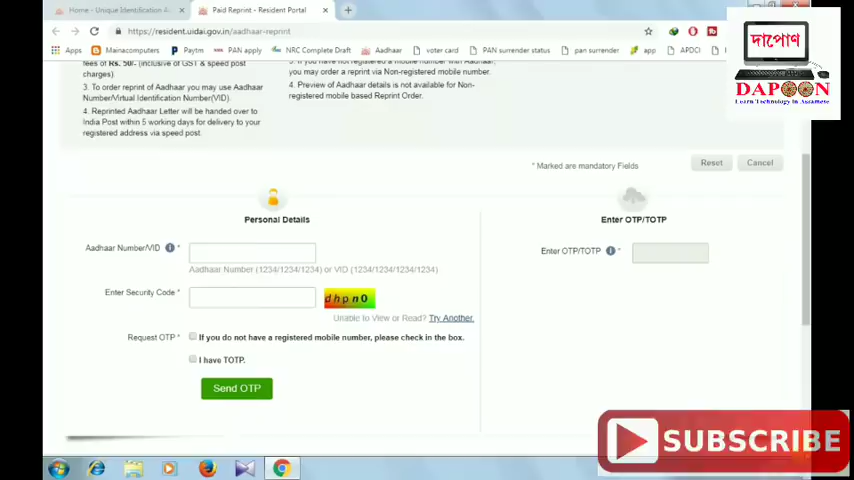 Home - Unique Identification A
Paid Reprint - Resident Portal
https://resident.uidai.gov.in/aadhaar-reprint
Apps
Mainacomputers
Paytm
PAN apply
NRC Complete Draft
Aadhaar
voter card
PAN surrender status
pan surrender
app
APDCl
দাপোণ
DAPOON
Learn Technology in Assamese
fees of Rs. 50/- (inclusive of GST & speed post
charges).
3. To order reprint of Aadhaar you may use Aadhaar
Number/Virtual Identification Number(VID).
4. Reprinted Aadhaar Letter will be handed over to
India Post within 5 working days for delivery to your
registered address via speed post.
you may order a reprint via Non-registered mobile number.
4. Preview of Aadhaar details is not available for Non-
registered mobile based Reprint Order.
* Marked are mandatory Fields
Reset
Cancel
Personal Details
Enter OTP/TOTP
Aadhaar Number/VID *
Aadhaar Number (1234/1234/1234) or VID (1234/1234/1234/1234)
Enter OTP/TOTP *
Enter Security Code *
dhpn0
Unable to View or Read? Try Another.
Request OTP *
If you do not have a registered mobile number, please check in the box.
I have TOTP.
Send OTP
SUBSCRIBE